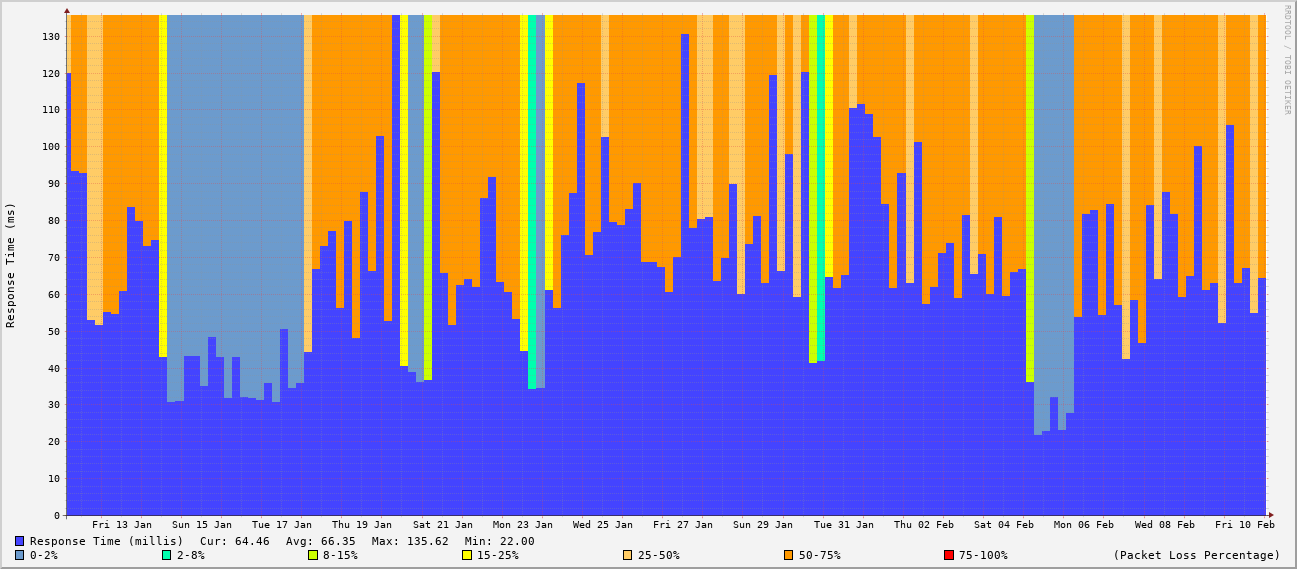 RRDTOOL / TOBI OETIKER
Response Time (ms)
130
120
110
100
90
80
70
60
50
40
30
20
10
0
Fri 13 Jan Sun 15 Jan Tue 17 Jan Thu 19 Jan Sat 21 Jan Mon 23 Jan Wed 25 Jan Fri 27 Jan Sun 29 Jan Tue 31 Jan Thu 02 Feb Sat 04 Feb Mon 06 Feb Wed 08 Feb Fri 10 Feb
Response Time (millis) Cur: 64.46 Avg: 66.35 Max: 135.62 Min: 22.00
0-2% 2-8% 8-15% 15-25% 25-50% 50-75% 75-100% (Packet Loss Percentage)